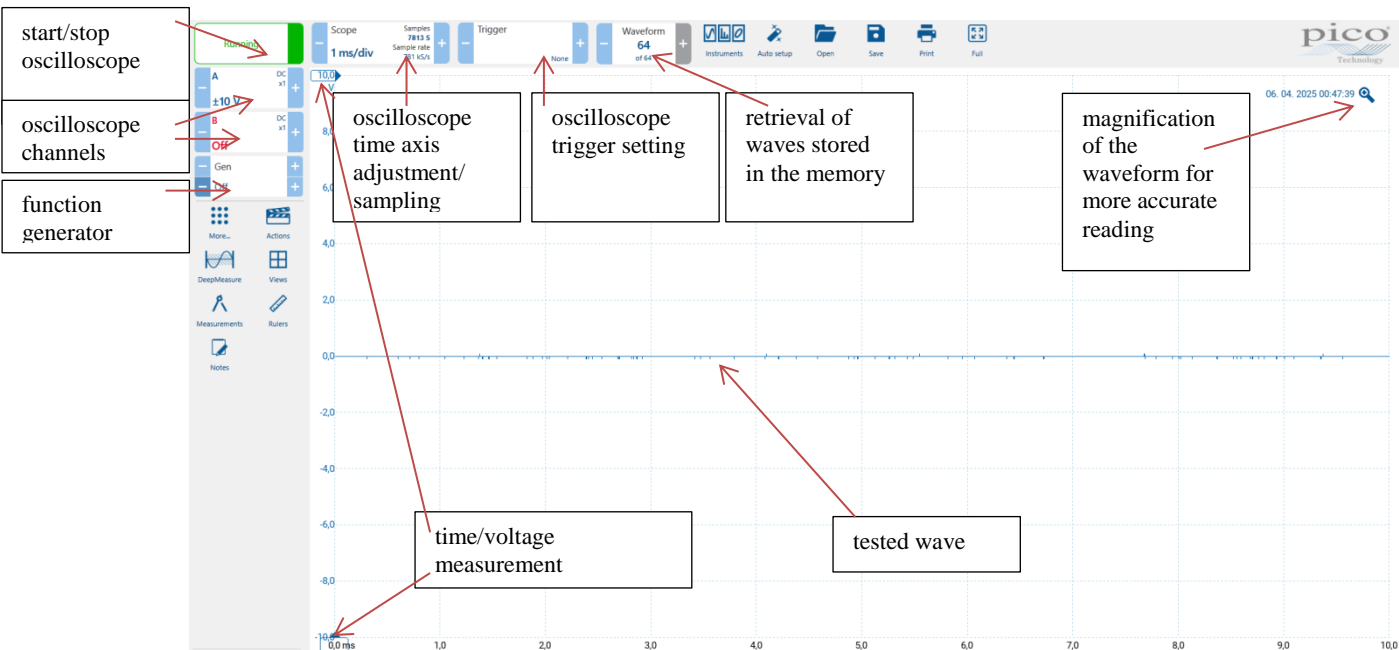 start/stop
oscilloscope
oscilloscope
channels
function
generator
Running
Scope
1 ms/div
Samples
7813 S
Sample rate
781 kS/s
Trigger
None
Waveform
64
of 64
Instruments
Auto setup
Open
Save
Print
Full
pico
Technology
A
DC
x1
±10 V
B
DC
x1
Off
Gen
Off
More...
Actions
DeepMeasure
Views
Measurements
Rulers
Notes
06. 04. 2025 00:47:39
oscilloscope
time axis
adjustment/
sampling
oscilloscope
trigger setting
retrieval of
waves stored
in the memory
magnification
of the
waveform for
more accurate
reading
time/voltage
measurement
tested wave
10,0
V
8,0
6,0
4,0
2,0
0,0
-2,0
-4,0
-6,0
-8,0
-10,0
0,0 ms
1,0
2,0
3,0
4,0
5,0
6,0
7,0
8,0
9,0
10,0